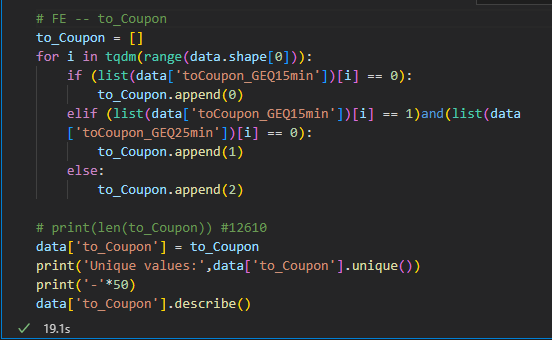 # FE -- to_Coupon
to_Coupon = []
for i in tqdm(range(data.shape[0])):
    if (list(data['toCoupon_GEQ15min'])[i] == 0):
        to_Coupon.append(0)
    elif (list(data['toCoupon_GEQ15min'])[i] == 1)and(list(data
    ['toCoupon_GEQ25min'])[i] == 0):
        to_Coupon.append(1)
    else:
        to_Coupon.append(2)

# print(len(to_Coupon)) #12610
data['to_Coupon'] = to_Coupon
print('Unique values:',data['to_Coupon'].unique())
print('-'*50)
data['to_Coupon'].describe()
19.1s